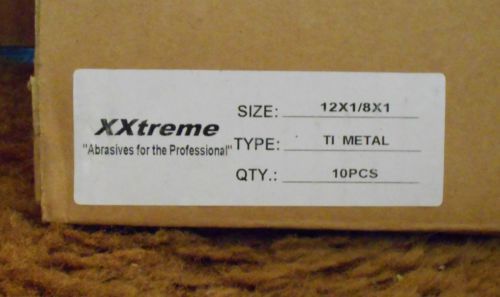 XXtreme
"Abrasives for the Professional"
SIZE: 12X1/8X1
TYPE: TI METAL
QTY.: 10PCS